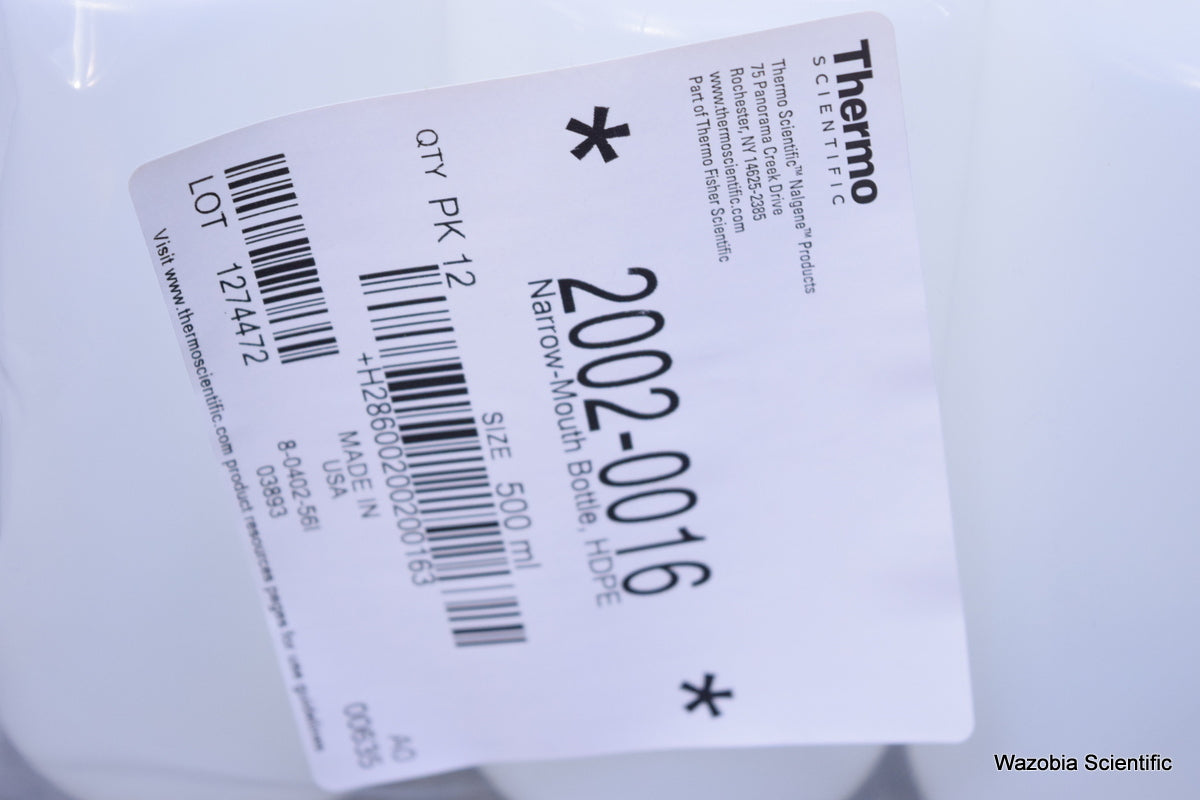 Thermo
SCIENTIFIC
Thermo Scientific™ Nalgene™ Products
75 Panorama Creek Drive
Rochester, NY 14625-2385
www.thermoscientific.com
Part of Thermo Fisher Scientific
* 2002-0016 *
Narrow-Mouth Bottle, HDPE
SIZE 500 ml
QTY PK 12
+H28600200200163
MADE IN
USA
LOT 1274472
8-0402-56I
03893
AO
00635
Visit www.thermoscientific.com product resources pages for use guidelines
Wazobia Scientific